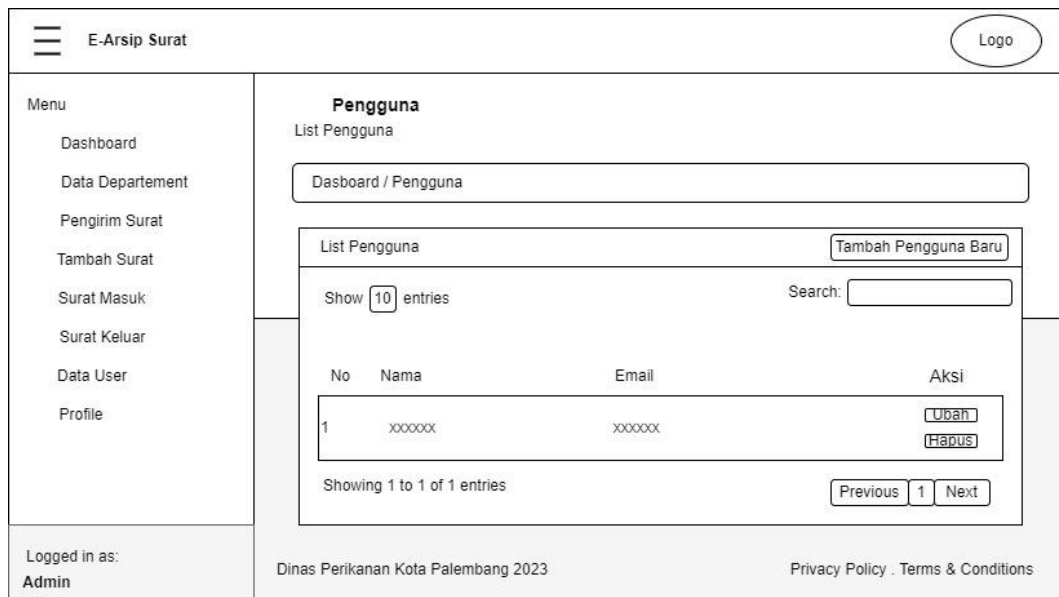 E-Arsip Surat
Logo
Menu
Dashboard
Data Departement
Pengirim Surat
Tambah Surat
Surat Masuk
Surat Keluar
Data User
Profile
Logged in as:
Admin
Pengguna
List Pengguna
Dasboard / Pengguna
List Pengguna
Tambah Pengguna Baru
Show 10 entries
Search:
No Nama Email Aksi
1 xxxxxx xxxxxx
Ubah
Hapus
Showing 1 to 1 of 1 entries
Previous 1 Next
Dinas Perikanan Kota Palembang 2023
Privacy Policy . Terms & Conditions